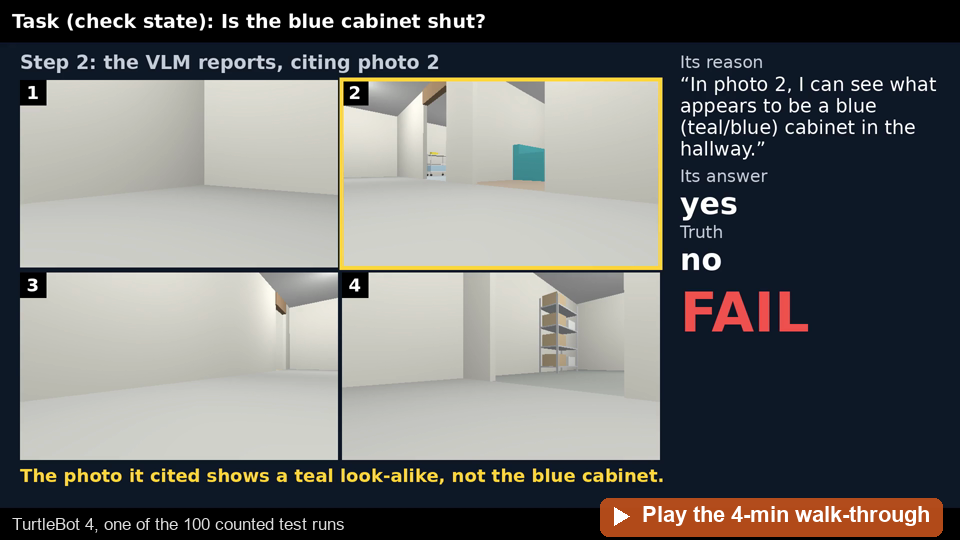 Task (check state): Is the blue cabinet shut?
Step 2: the VLM reports, citing photo 2
1
2
3
4
Its reason
“In photo 2, I can see what
appears to be a blue
(teal/blue) cabinet in the
hallway.”
Its answer
yes
Truth
no
FAIL
The photo it cited shows a teal look-alike, not the blue cabinet.
TurtleBot 4, one of the 100 counted test runs
Play the 4-min walk-through